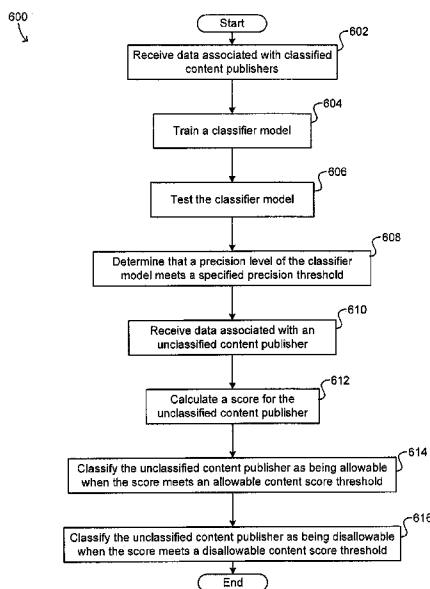 600
Start
602
Receive data associated with classified
content publishers
604
Train a classifier model
606
Test the classifier model
608
Determine that a precision level of the classifier
model meets a specified precision threshold
610
Receive data associated with an
unclassified content publisher
612
Calculate a score for the
unclassified content publisher
614
Classify the unclassified content publisher as being allowable
when the score meets an allowable content score threshold
616
Classify the unclassified content publisher as being disallowable
when the score meets a disallowable content score threshold
End